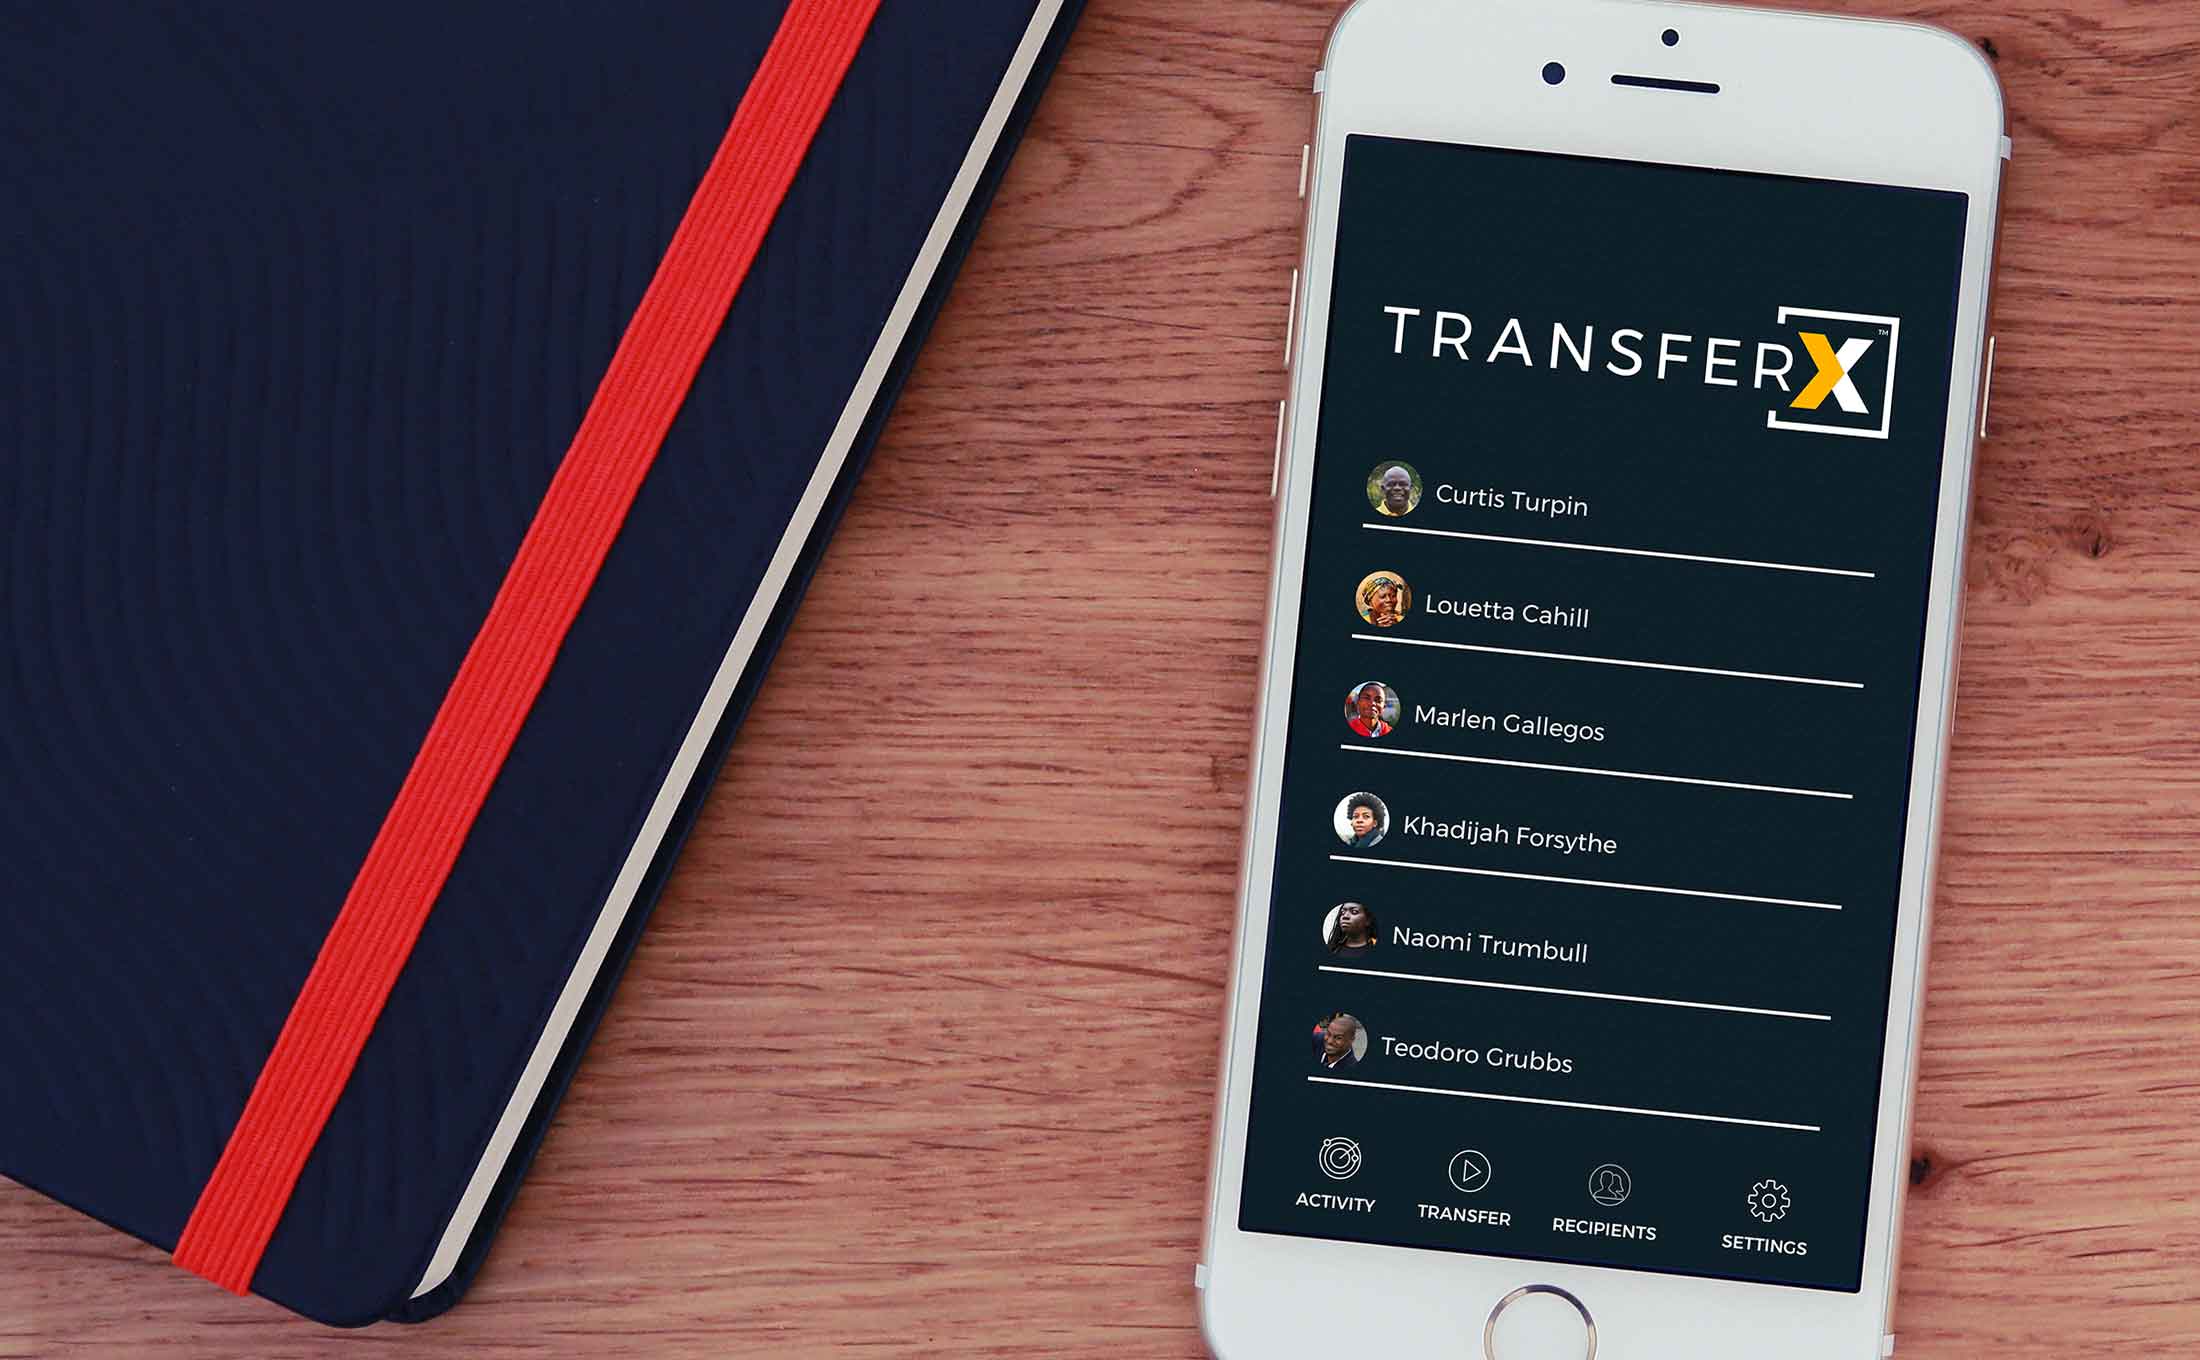 TRANSFERX™
Curtis Turpin
Louetta Cahill
Marlen Gallegos
Khadijah Forsythe
Naomi Trumbull
Teodoro Grubbs
ACTIVITY TRANSFER RECIPIENTS SETTINGS